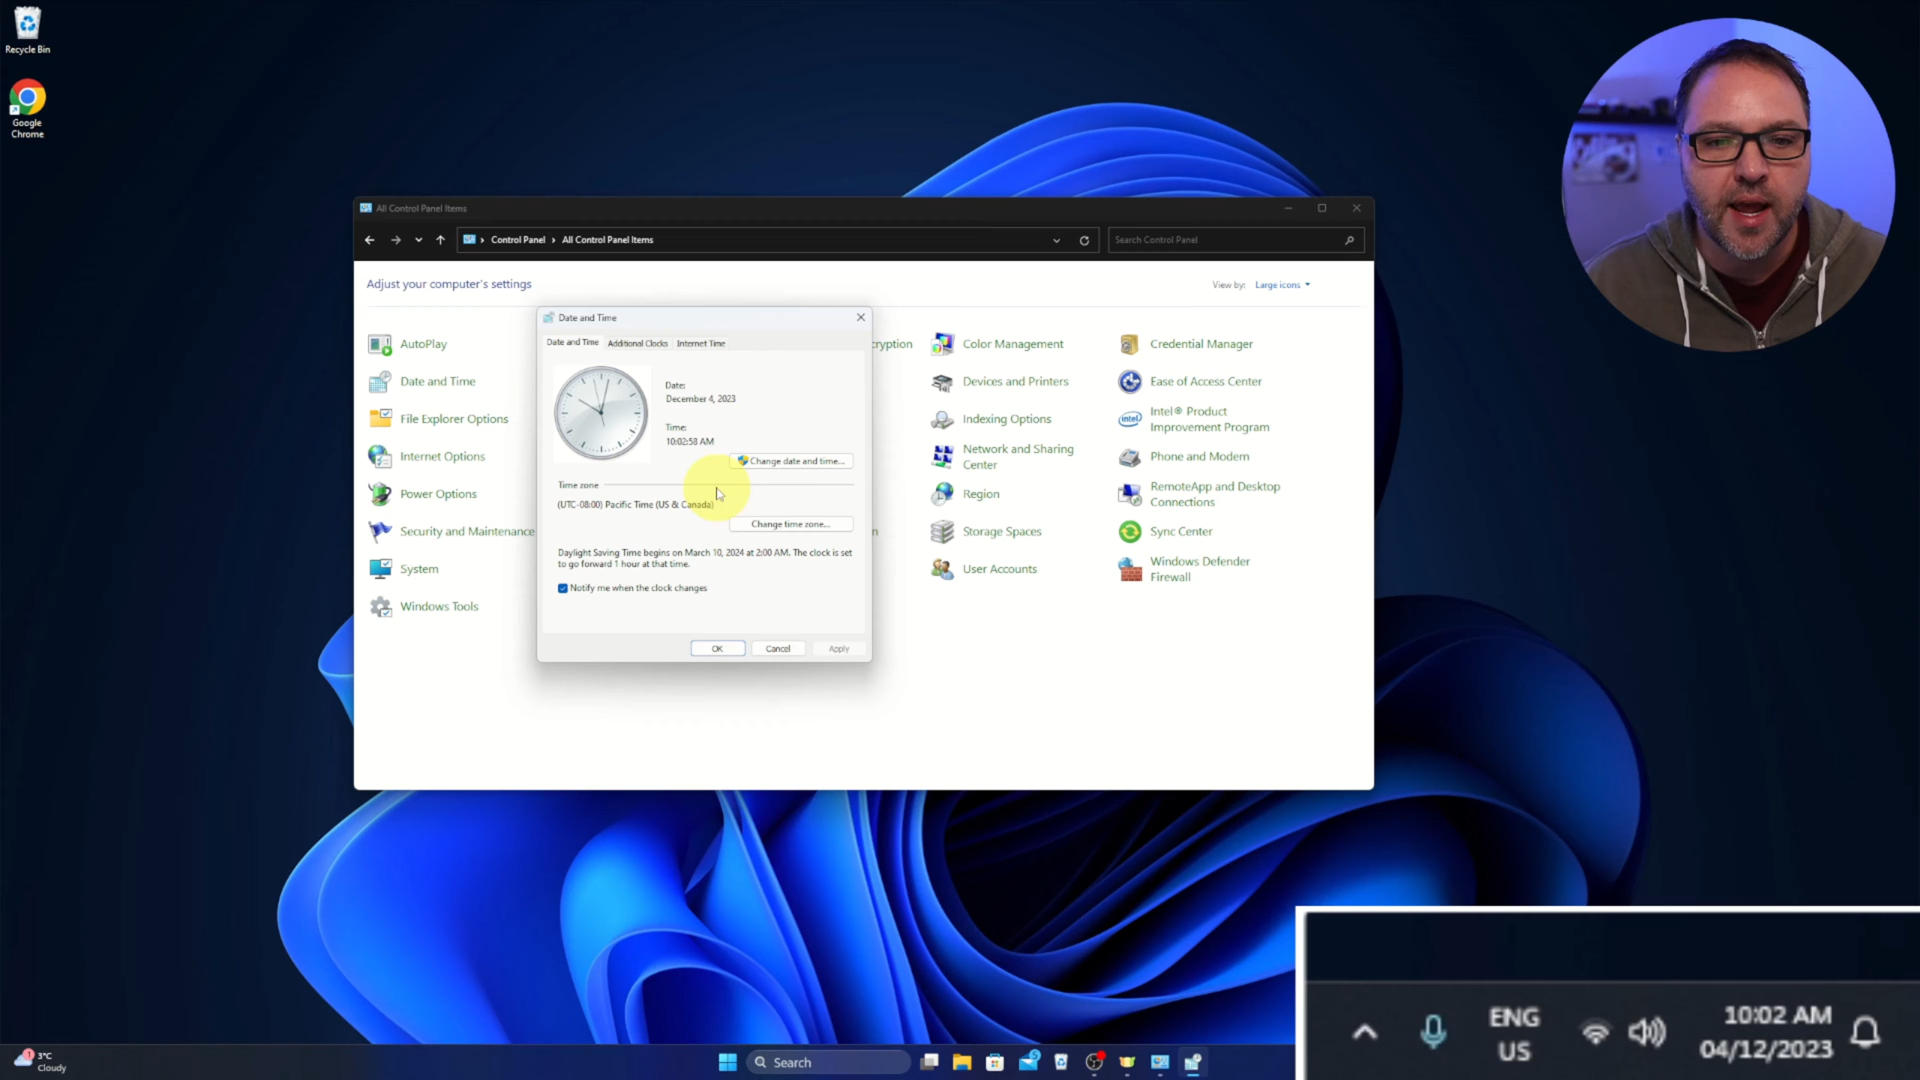 Recycle Bin
Google
Chrome
All Control Panel Items
Control Panel
All Control Panel Items
Search Control Panel
Adjust your computer's settings
View by:
Large icons
AutoPlay
Date and Time
File Explorer Options
Internet Options
Power Options
Security and Maintenance
System
Windows Tools
Date and Time
Date and Time
Additional Clocks
Internet Time
Date:
December 4, 2023
Time:
10:02:58 AM
Change date and time...
Time zone
(UTC-08:00) Pacific Time (US & Canada)
Change time zone...
Daylight Saving Time begins on March 10, 2024 at 2:00 AM. The clock is set
to go forward 1 hour at that time.
Notify me when the clock changes
OK
Cancel
Apply
cryption
n
Color Management
Devices and Printers
Indexing Options
Network and Sharing
Center
Region
Storage Spaces
User Accounts
Credential Manager
Ease of Access Center
intel
Intel® Product
Improvement Program
Phone and Modem
RemoteApp and Desktop
Connections
Sync Center
Windows Defender
Firewall
1
3°C
Cloudy
Search
ENG
US
10:02 AM
04/12/2023